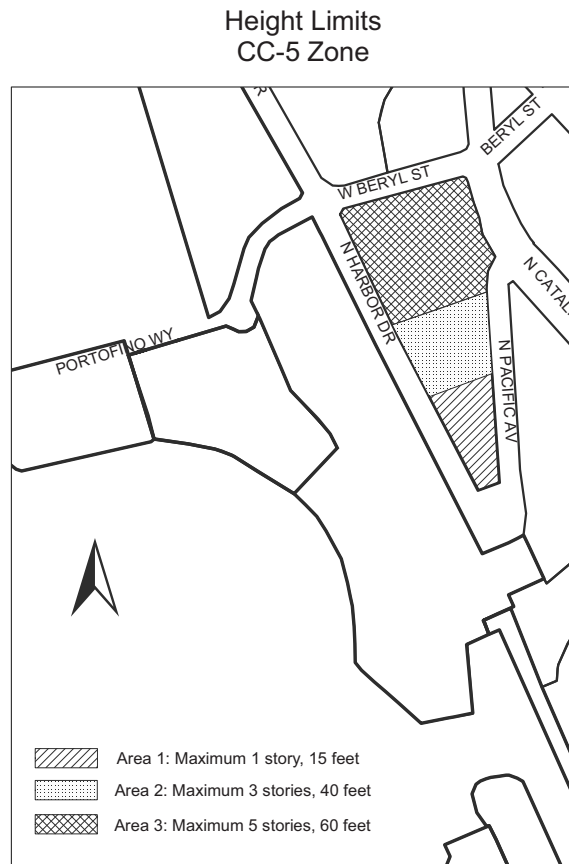 Height Limits
CC-5 Zone
R
BERYL ST
W BERYL ST
N HARBOR DR
N CATAL
PORTOFINO WY
N PACIFIC AV
Area 1: Maximum 1 story, 15 feet
Area 2: Maximum 3 stories, 40 feet
Area 3: Maximum 5 stories, 60 feet